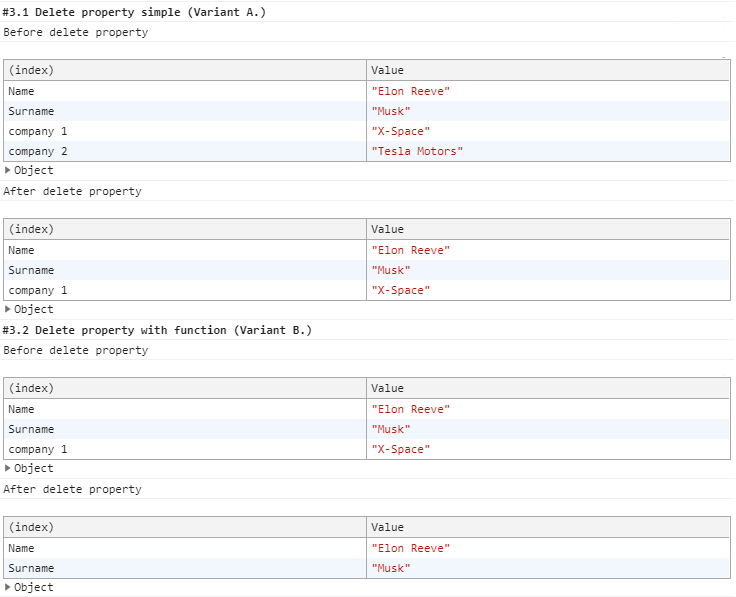 #3.1 Delete property simple (Variant A.)
Before delete property
(index) Value
Name "Elon Reeve"
Surname "Musk"
company 1 "X-Space"
company 2 "Tesla Motors"
Object
After delete property
(index) Value
Name "Elon Reeve"
Surname "Musk"
company 1 "X-Space"
Object
#3.2 Delete property with function (Variant B.)
Before delete property
(index) Value
Name "Elon Reeve"
Surname "Musk"
company 1 "X-Space"
Object
After delete property
(index) Value
Name "Elon Reeve"
Surname "Musk"
Object